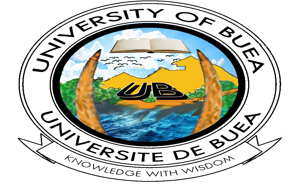 UNIVERSITY OF BUEA
UB
UNIVERSITE DE BUEA
KNOWLEDGE WITH WISDOM